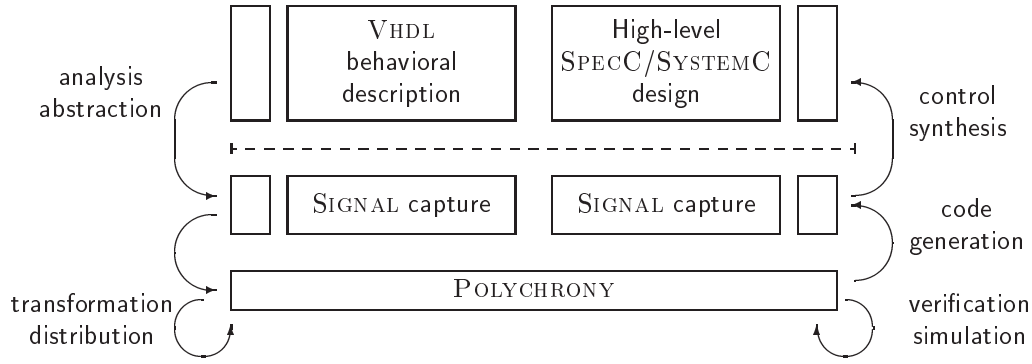 VHDL
behavioral
description
High-level
SPECC/SYSTEMC
design
analysis
abstraction
control
synthesis
SIGNAL capture
SIGNAL capture
code
generation
POLYCHRONY
transformation
distribution
verification
simulation